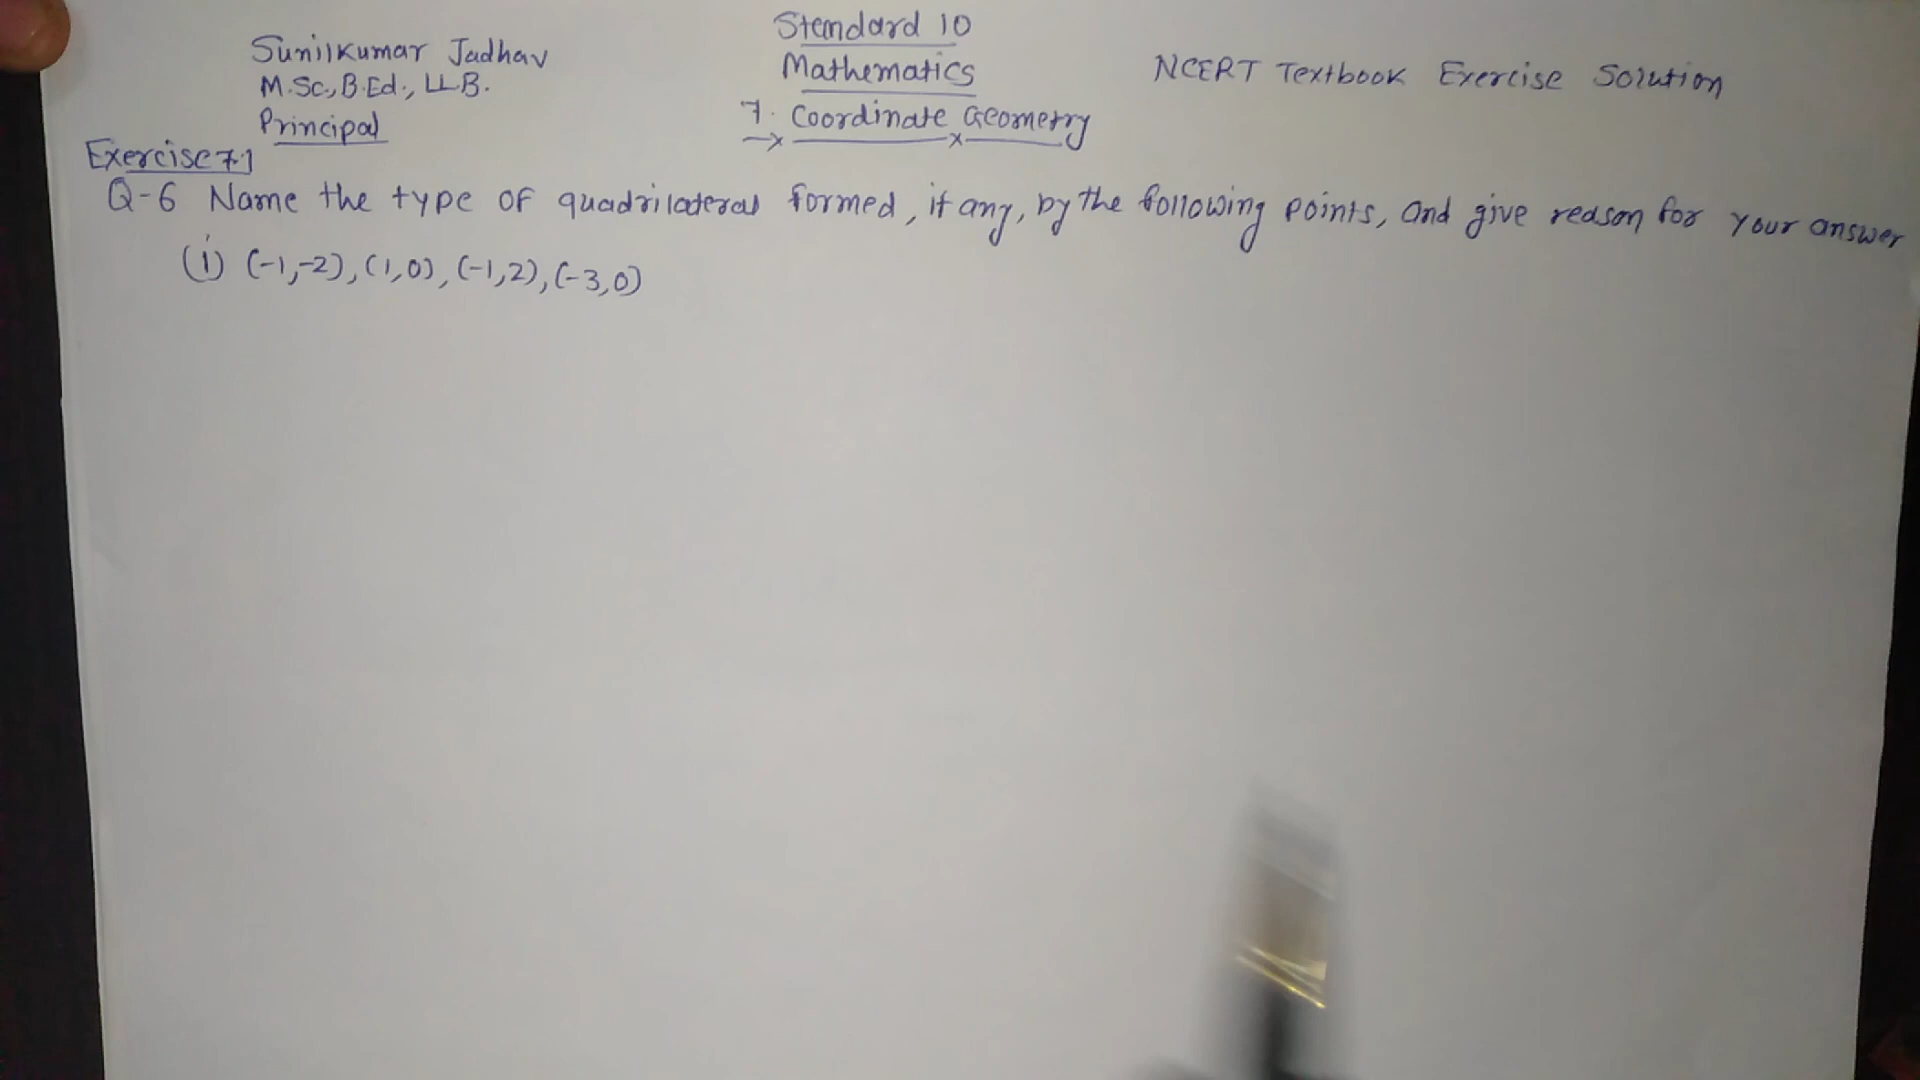 Sunilkumar Jadhav
M.Sc., B.Ed., LL.B.
Principal
Standard 10
Mathematics
7. Coordinate Geometry
NCERT Textbook Exercise Solution
Exercise 7.1
Q-6 Name the type of quadrilateral formed, if any, by the following points, and give reason for your answer
(i) (-1,-2), (1,0), (-1,2), (-3,0)